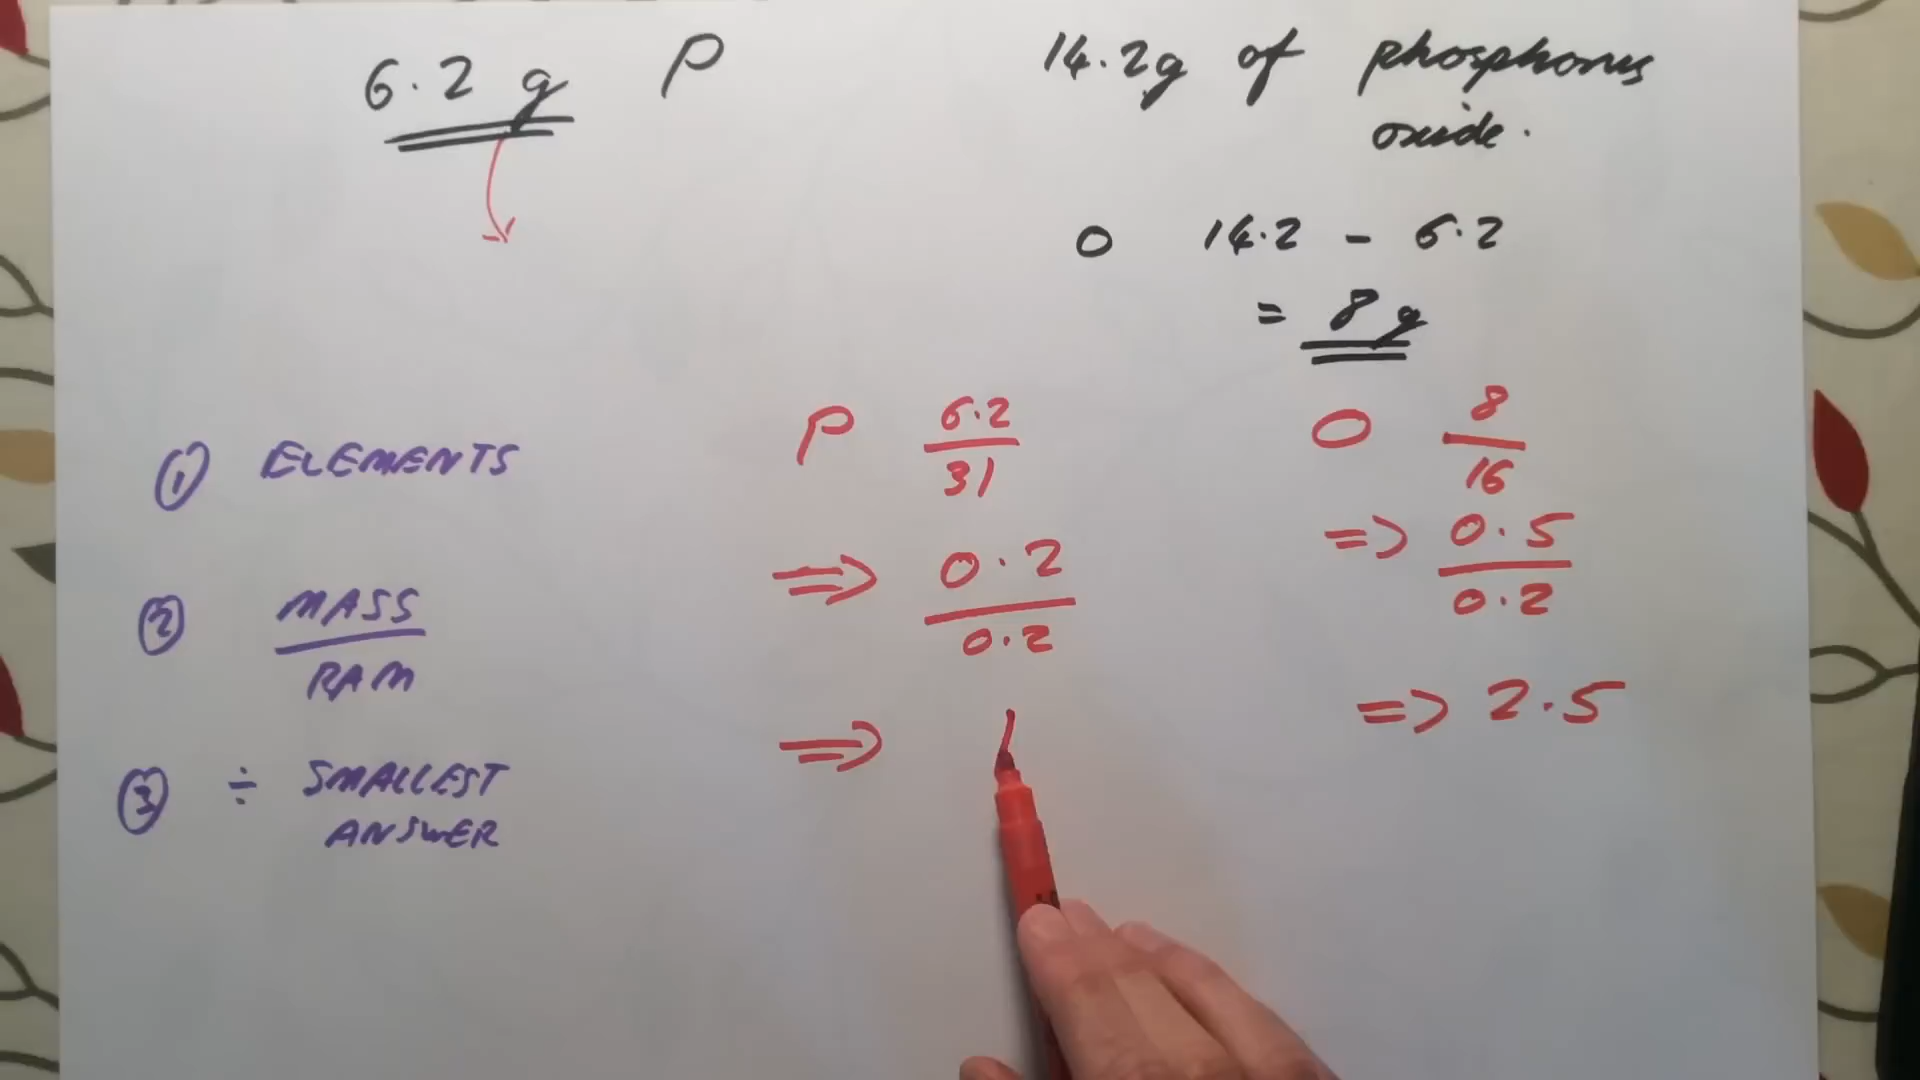 6.2 g P
14.2g of phosphorus
oxide.
O 14.2 - 6.2
= 8 g
① ELEMENTS
② MASS
RAM
③ ÷ SMALLEST
ANSWER
P 6.2
31
⇒ 0.2
0.2
⇒ 1
O 8
16
=> 0.5
0.2
=> 2.5